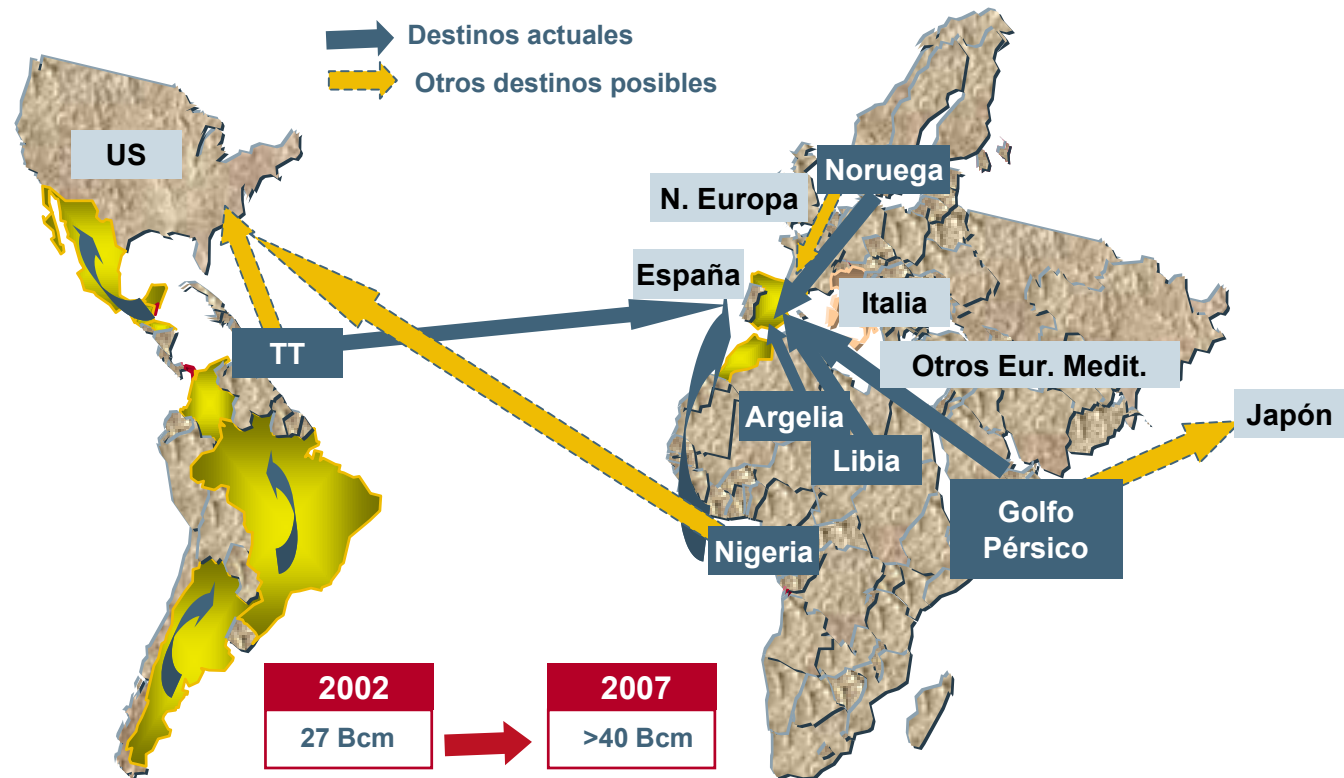 Destinos actuales
Otros destinos posibles
US
Noruega
N. Europa
España
Italia
TT
Otros Eur. Medit.
Argelia
Japón
Libia
Golfo
Pérsico
Nigeria
2002
27 Bcm
2007
>40 Bcm